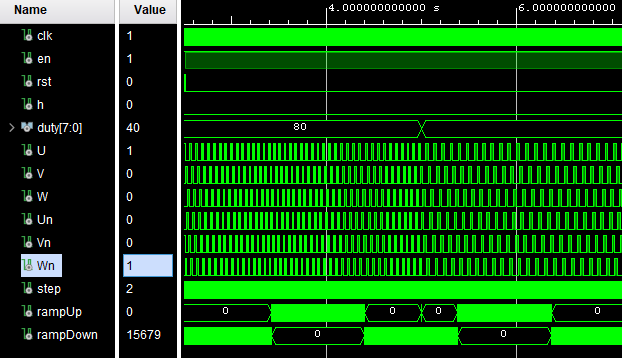 Name Value 4.000000000000 s 6.000000000000
clk 1
en 1
rst 0
h 0
duty[7:0] 40 80
U 1
V 0
W 0
Un 0
Vn 0
Wn 1
step 2
rampUp 0 0 0 0 0
rampDown 15679 0 0